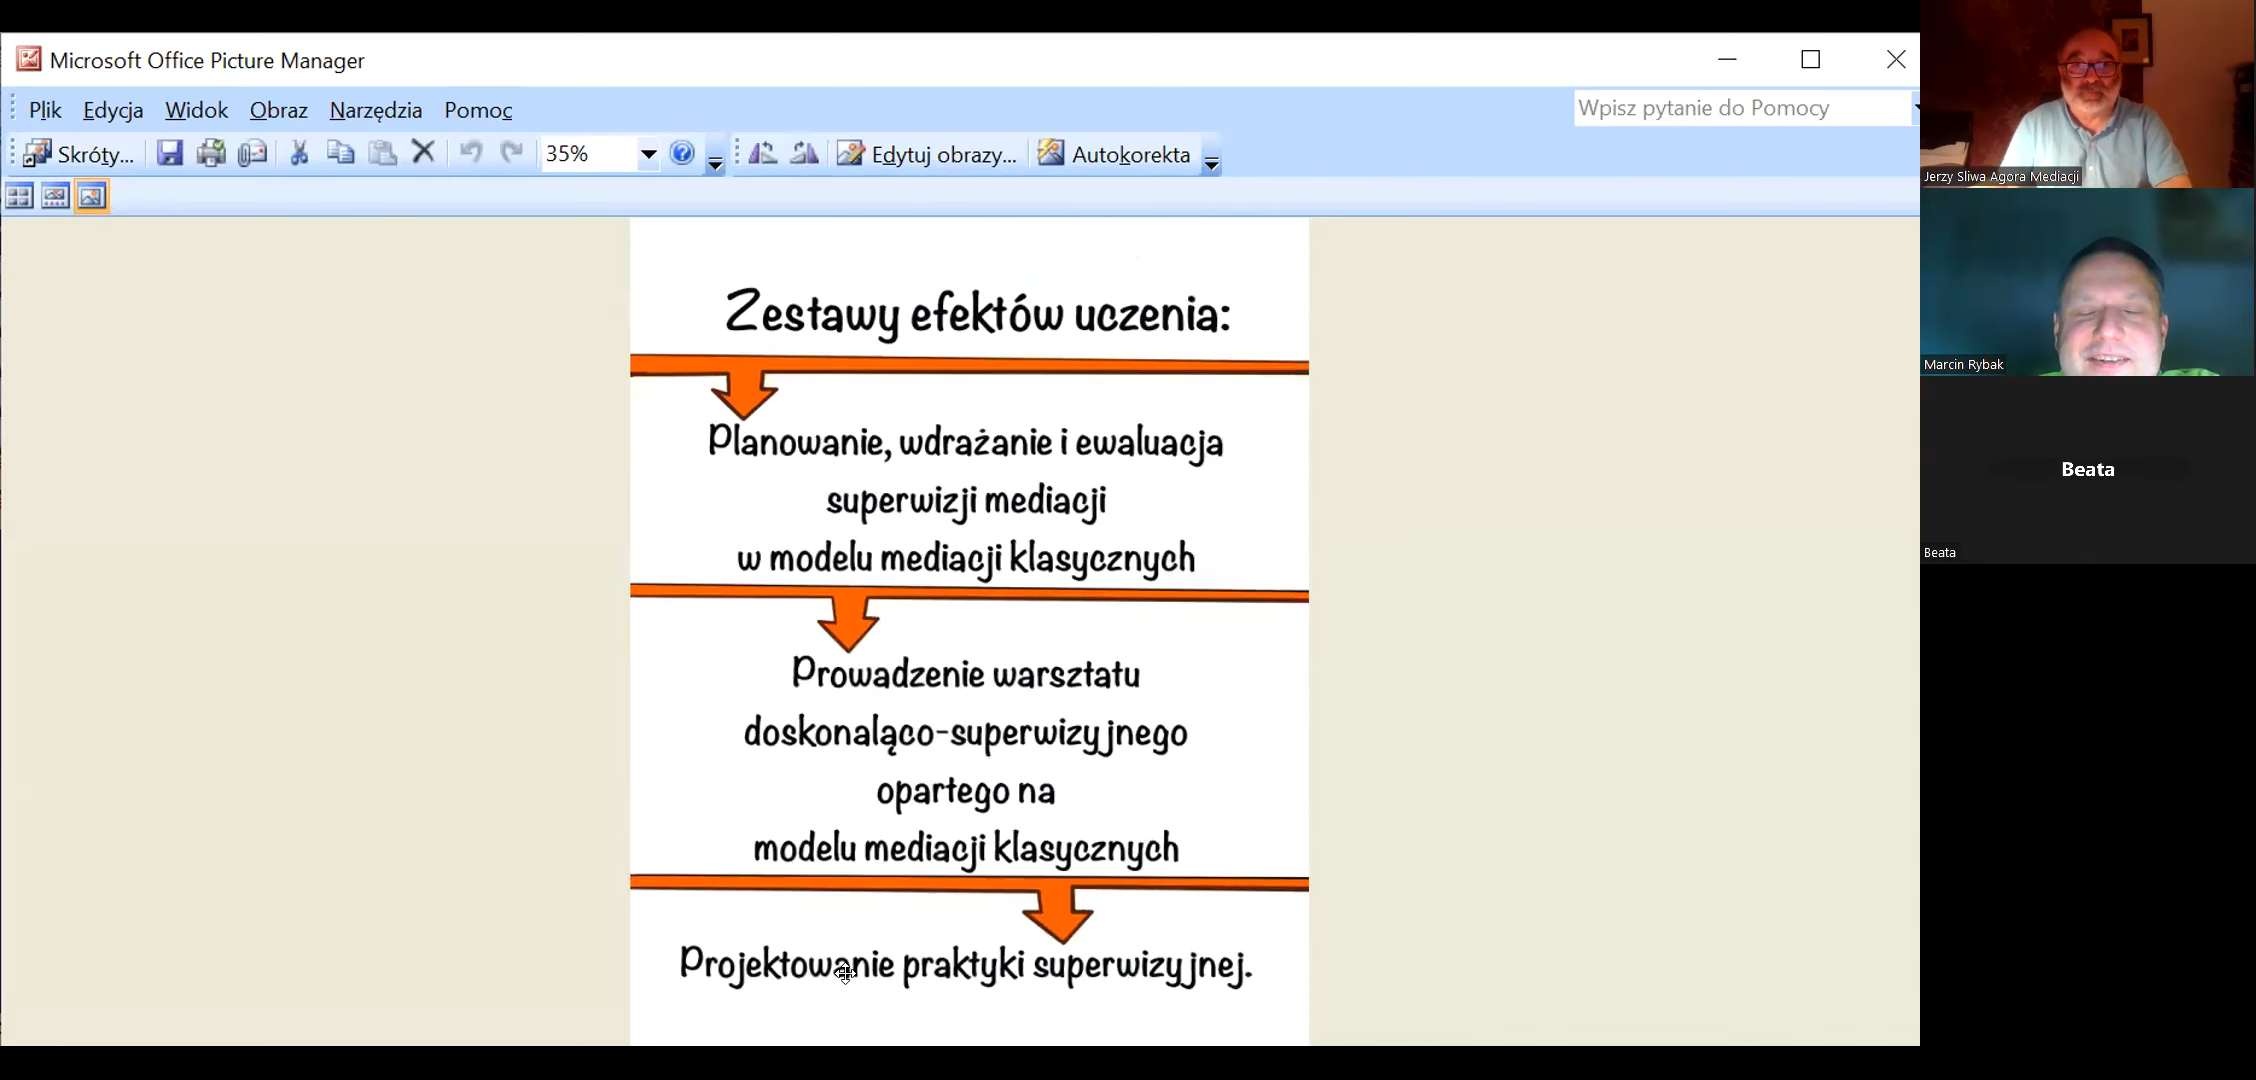 Microsoft Office Picture Manager
Plik Edycja Widok Obraz Narzędzia Pomoc
Wpisz pytanie do Pomocy
Skróty... 35% Edytuj obrazy... Autokorekta
Zestawy efektów uczenia:
Planowanie, wdrażanie i ewaluacja
superwizji mediacji
w modelu mediacji klasycznych
Prowadzenie warsztatu
doskonaląco-superwizyjnego
opartego na
modelu mediacji klasycznych
Projektowanie praktyki superwizyjnej.
Jerzy Sliwa Agora Mediacji
Marcin Rybak
Beata
Beata